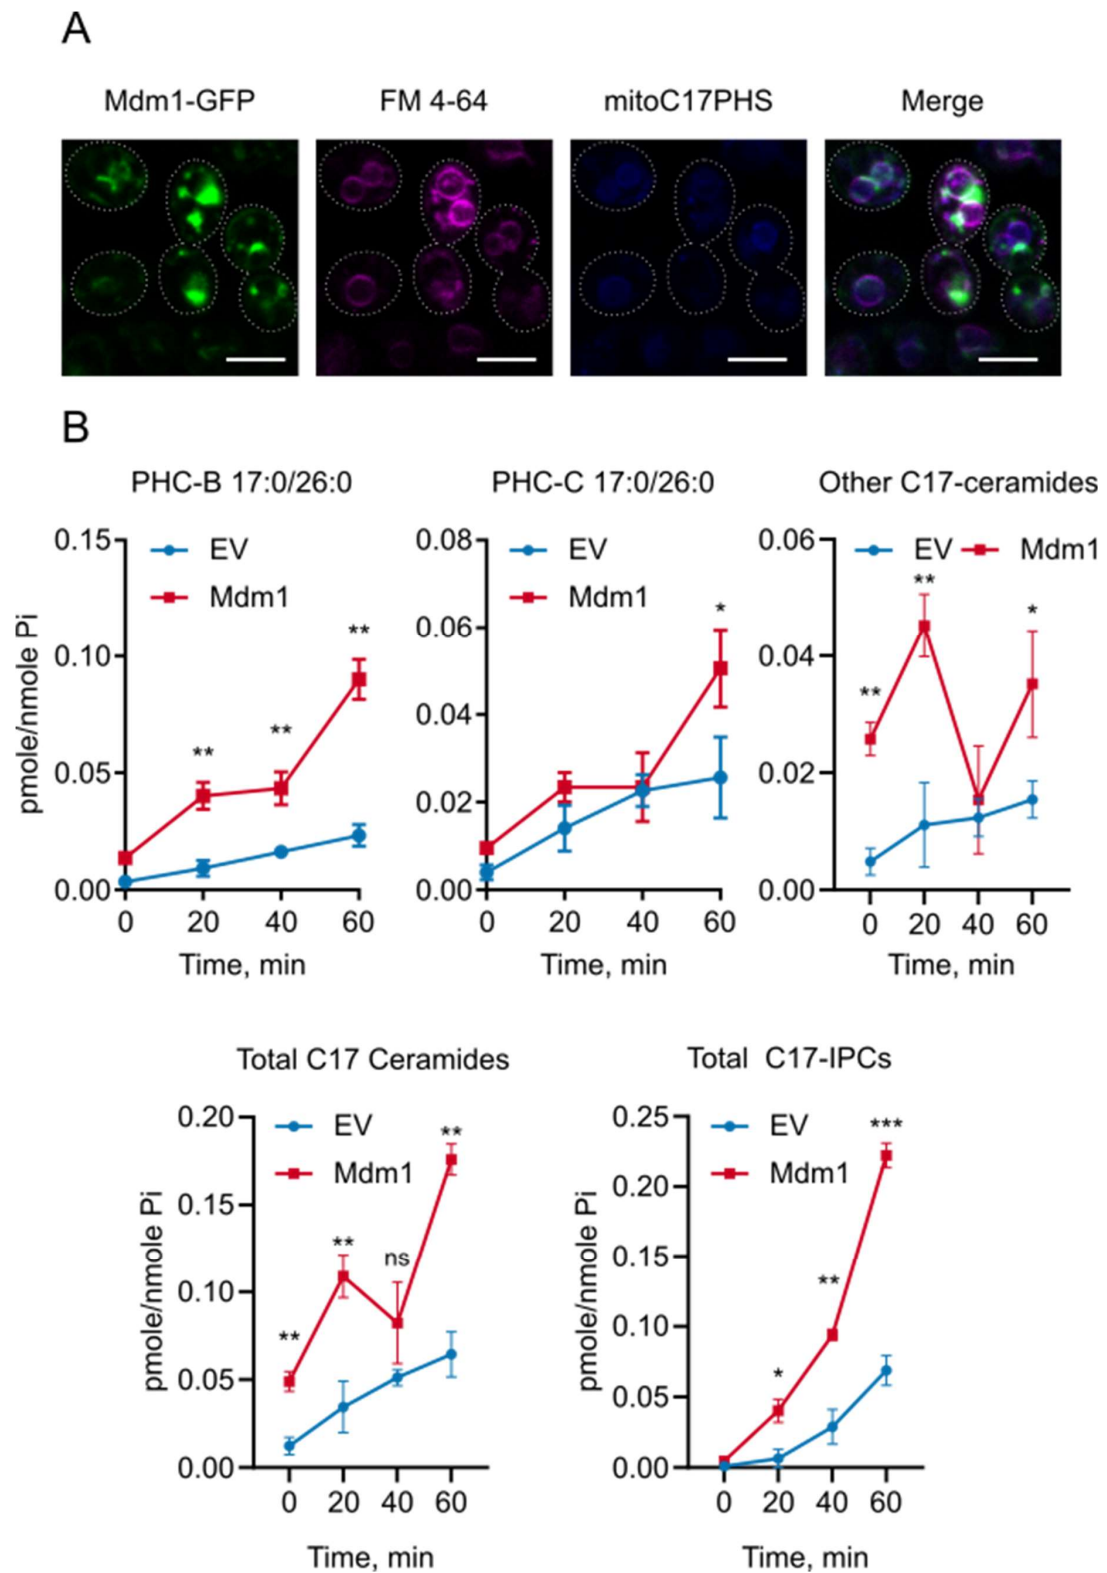 A
Mdm1-GFP FM 4-64 mitoC17PHS Merge
B
PHC-B 17:0/26:0 PHC-C 17:0/26:0 Other C17-ceramides
pmole/nmole Pi
0.15
0.10
0.05
0.00
EV
Mdm1
**
**
**
0 20 40 60
Time, min
0.08
0.06
0.04
0.02
0.00
EV
Mdm1
*
0 20 40 60
Time, min
0.06
0.04
0.02
0.00
EV Mdm1
**
**
*
0 20 40 60
Time, min
Total C17 Ceramides Total C17-IPCs
pmole/nmole Pi
0.20
0.15
0.10
0.05
0.00
EV
Mdm1
**
**
ns
**
0 20 40 60
Time, min
pmole/nmole Pi
0.25
0.20
0.15
0.10
0.05
0.00
EV
Mdm1
*
**
***
0 20 40 60
Time, min